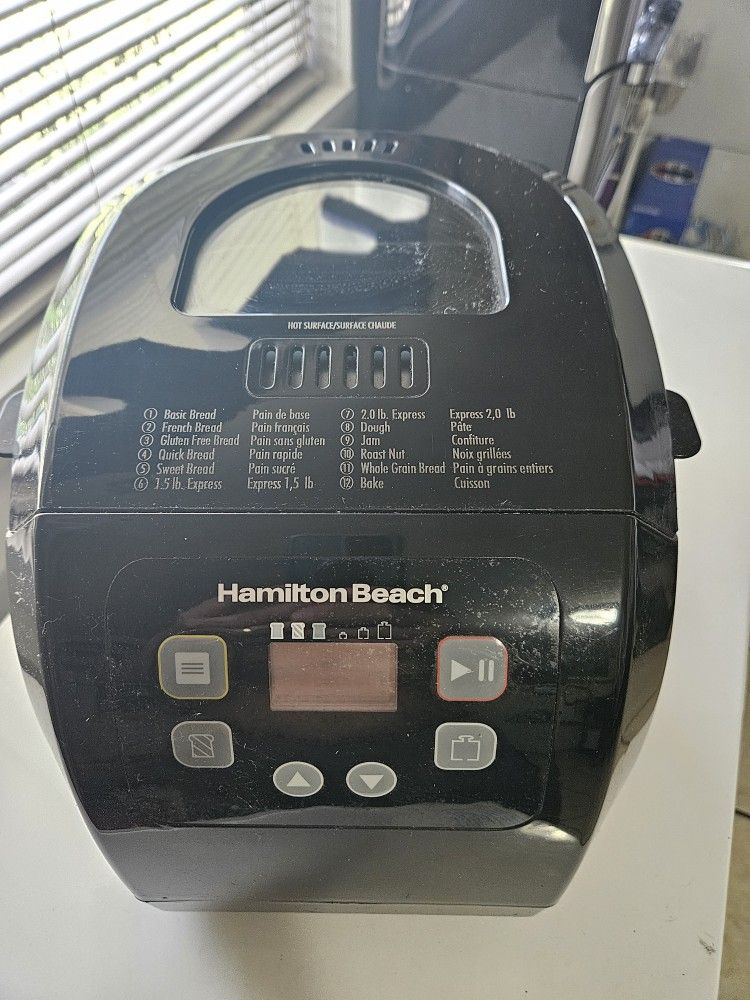 HOT SURFACE/SURFACE CHAUDE
① Basic Bread Pain de base ⑦ 2.0 lb. Express Express 2,0 lb
② French Bread Pain français ⑧ Dough Pâte
③ Gluten Free Bread Pain sans gluten ⑨ Jam Confiture
④ Quick Bread Pain rapide ⑩ Roast Nut Noix grillées
⑤ Sweet Bread Pain sucré ⑪ Whole Grain Bread Pain à grains entiers
⑥ 1.5 lb. Express Express 1,5 lb ⑫ Bake Cuisson
Hamilton Beach®